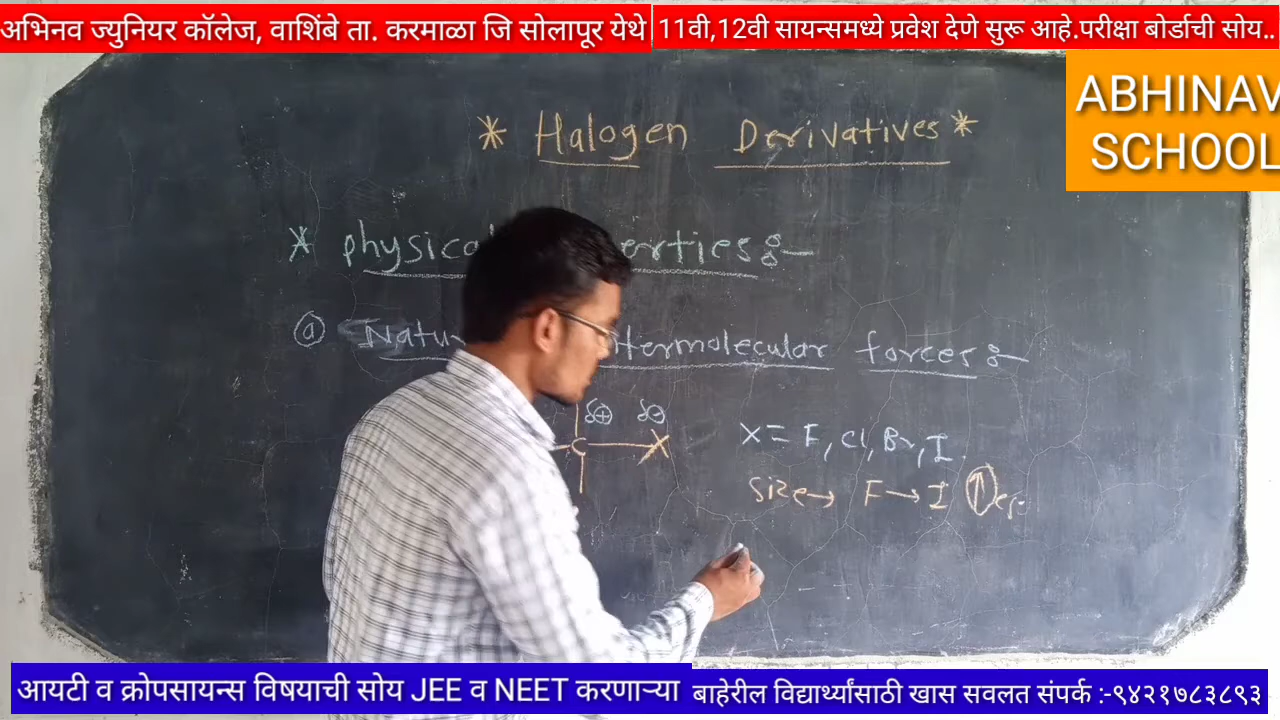 अभिनव ज्युनियर कॉलेज, वाशिंबे ता. करमाळा जि सोलापूर येथे 11वी,12वी सायन्समध्ये प्रवेश देणे सुरू आहे.परीक्षा बोर्डाची सोय..
ABHINAV
SCHOOL
* Halogen Derivatives *
* physical erties :-
(a) Natu termolecular forces :-
δ⊕ δ⊖
C X
X = F, Cl, Br, I
Size → F → I ↑
आयटी व क्रोपसायन्स विषयाची सोय JEE व NEET करणाऱ्या बाहेरील विद्यार्थ्यांसाठी खास सवलत संपर्क :-९४२१७८३८९३